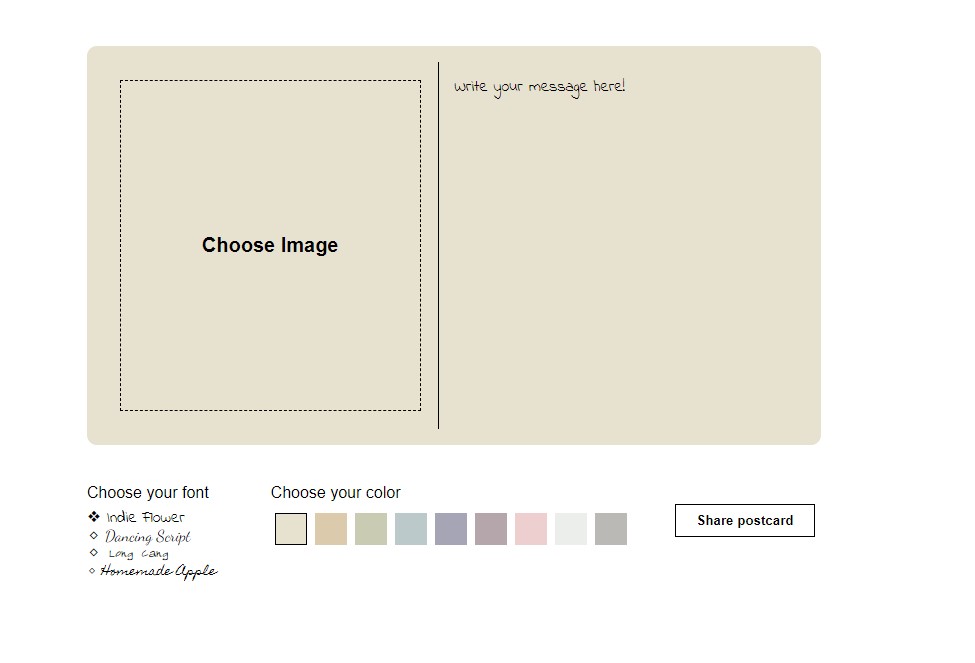 write your message here!
Choose Image
Choose your font
Indie Flower
Dancing Script
Long Cang
Homemade Apple
Choose your color
Share postcard